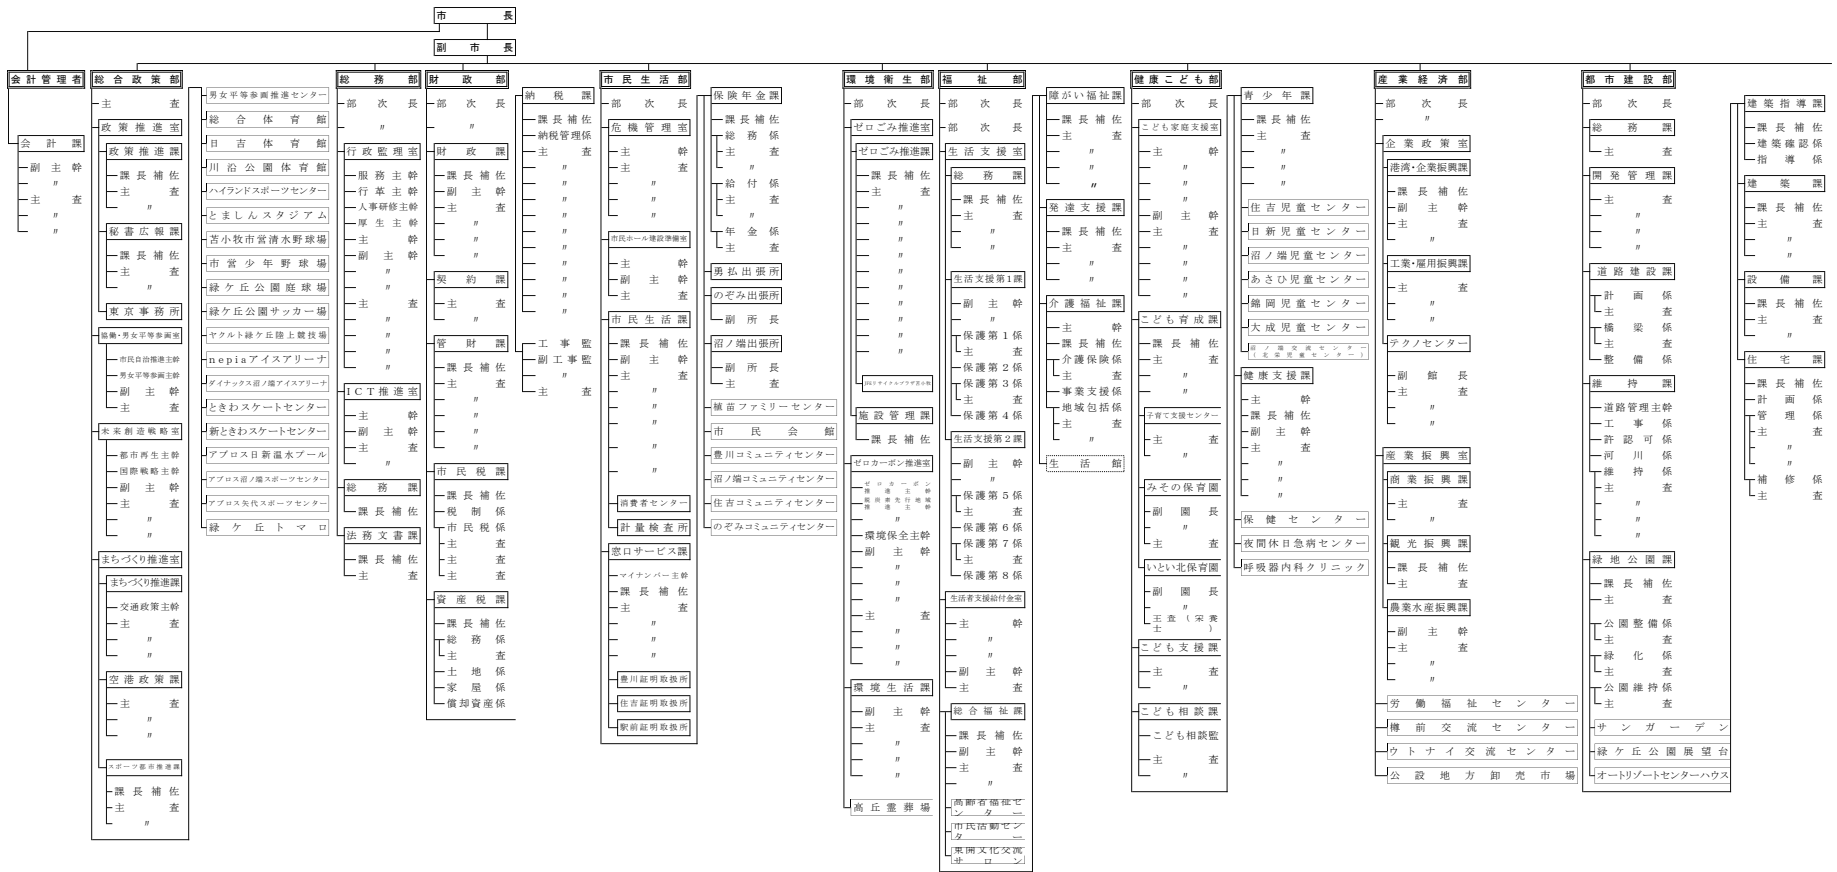 市長
副市長
会計管理者
会計課
副主幹
〃
主査
〃
〃
総合政策部
主査
政策推進室
政策推進課
課長補佐
主査
〃
秘書広報課
課長補佐
主査
〃
東京事務所
協働・男女平等参画室
市民自治推進主幹
男女平等参画主幹
副主幹
主査
未来創造戦略室
都市再生主幹
国際戦略主幹
副主幹
主査
〃
〃
まちづくり推進室
まちづくり推進課
交通政策主幹
主査
〃
〃
空港政策課
主査
〃
〃
スポーツ都市推進課
課長補佐
主査
〃
男女平等参画推進センター
総合体育館
日吉体育館
川沿公園体育館
ハイランドスポーツセンター
とましんスタジアム
苫小牧市営清水野球場
市営少年野球場
緑ケ丘公園庭球場
緑ケ丘公園サッカー場
ヤクルト緑ケ丘陸上競技場
nepiaアイスアリーナ
ダイナックス沼ノ端アイスアリーナ
ときわスケートセンター
新ときわスケートセンター
アブロス日新温水プール
アブロス沼ノ端スポーツセンター
アブロス矢代スポーツセンター
緑ケ丘トマロ
総務部
部次長
〃
行政監理室
服務主幹
行革主幹
人事研修主幹
厚生主幹
主幹
副主幹
〃
〃
主査
〃
〃
〃
〃
ICT推進室
主幹
副主幹
主査
〃
総務課
課長補佐
法務文書課
課長補佐
主査
財政部
部次長
〃
財政課
課長補佐
副主幹
主査
〃
〃
〃
契約課
主査
〃
管財課
課長補佐
主査
〃
〃
〃
〃
市民税課
課長補佐
税制係
市民税係
主査
主査
主査
資産税課
課長補佐
総務係
主査
土地係
家屋係
償却資産係
納税課
課長補佐
納税管理係
主査
〃
〃
〃
〃
〃
〃
〃
〃
〃
〃
〃
工事監
副工事監
〃
主査
市民生活部
部次長
危機管理室
主幹
主査
〃
〃
〃
市民ホール建設準備室
主幹
副主幹
主査
市民生活課
課長補佐
副主幹
主査
〃
〃
〃
〃
〃
〃
消費者センター
計量検査所
窓口サービス課
マイナンバー主幹
課長補佐
主査
〃
〃
〃
豊川証明取扱所
住吉証明取扱所
駅前証明取扱所
保険年金課
課長補佐
総務係
主査
〃
給付係
〃
〃
年金係
主査
勇払出張所
のぞみ出張所
副所長
沼ノ端出張所
副所長
主査
植苗ファミリーセンター
市民会館
豊川コミュニティセンター
沼ノ端コミュニティセンター
住吉コミュニティセンター
のぞみコミュニティセンター
環境衛生部
部次長
ゼロごみ推進室
ゼロごみ推進課
課長補佐
主査
〃
〃
〃
〃
〃
〃
〃
〃
〃
〃
施設管理課
課長補佐
ゼロカーボン推進室
ゼロカーボン
推進主幹
脱炭素先行地域
推進主幹
〃
環境保全主幹
副主幹
〃
〃
〃
主査
〃
〃
〃
環境生活課
副主幹
主査
〃
〃
〃
高丘霊葬場
福祉部
部次長
部次長
生活支援室
総務課
課長補佐
主査
〃
〃
生活支援第1課
副主幹
〃
保護第1係
主査
保護第2係
保護第3係
主査
保護第4係
生活支援第2課
副主幹
〃
保護第5係
主査
保護第6係
保護第7係
主査
保護第8係
生活者支援給付金室
主幹
〃
〃
副主幹
主査
総合福祉課
課長補佐
副主幹
主査
〃
高齢者福祉セ
ンター
市民活動セン
ター
東開文化交流
サロン
障がい福祉課
課長補佐
主査
〃
〃
〃
発達支援課
課長補佐
主査
〃
〃
介護福祉課
主幹
課長補佐
介護保険係
主査
事業支援係
地域包括係
主査
〃
生活館
健康こども部
部次長
こども家庭支援室
主幹
〃
〃
〃
副主幹
主査
〃
〃
〃
〃
こども育成課
課長補佐
主査
〃
〃
子育て支援センター
主査
〃
みその保育園
副園長
〃
主査
いとい北保育園
副園長
〃
主査(栄養
士)
こども支援課
主査
〃
こども相談課
こども相談監
主査
〃
青少年課
課長補佐
主査
〃
〃
〃
住吉児童センター
日新児童センター
沼ノ端児童センター
あさひ児童センター
錦岡児童センター
大成児童センター
沼ノ端交流センター
(北栄児童センター)
健康支援課
主幹
課長補佐
副主幹
主査
〃
〃
〃
保健センター
夜間休日急病センター
呼吸器内科クリニック
産業経済部
部次長
〃
企業政策室
港湾・企業振興課
課長補佐
副主幹
主査
〃
工業・雇用振興課
主査
〃
〃
テクノセンター
副館長
主査
〃
〃
産業振興室
商業振興課
主査
〃
〃
観光振興課
課長補佐
主査
農業水産振興課
副主幹
主査
〃
〃
労働福祉センター
樽前交流センター
ウトナイ交流センター
公設地方卸売市場
都市建設部
部次長
総務課
主査
開発管理課
主査
〃
〃
〃
道路建設課
計画係
主査
橋梁係
主査
整備係
維持課
道路管理主幹
工事係
許認可係
河川係
維持係
主査
〃
〃
〃
緑地公園課
課長補佐
主査
公園整備係
主査
緑化係
主査
公園維持係
主査
サンガーデン
緑ケ丘公園展望台
オートリゾートセンターハウス
建築指導課
課長補佐
建築確認係
指導係
建築課
課長補佐
主査
〃
〃
設備課
課長補佐
主査
〃
住宅課
課長補佐
計画係
管理係
主査
〃
〃
補修係
主査